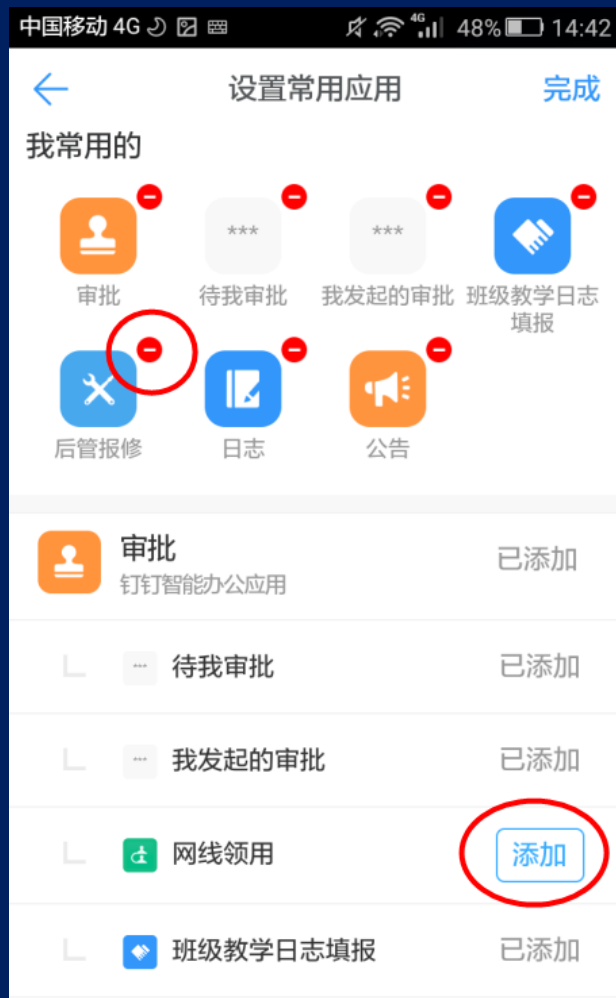 中国移动 4G 4G 48% 14:42
设置常用应用 完成
我常用的
*** ***
审批 待我审批 我发起的审批 班级教学日志
填报
后管报修 日志 公告
审批 已添加
钉钉智能办公应用
*** 待我审批 已添加
*** 我发起的审批 已添加
网线领用 添加
班级教学日志填报 已添加